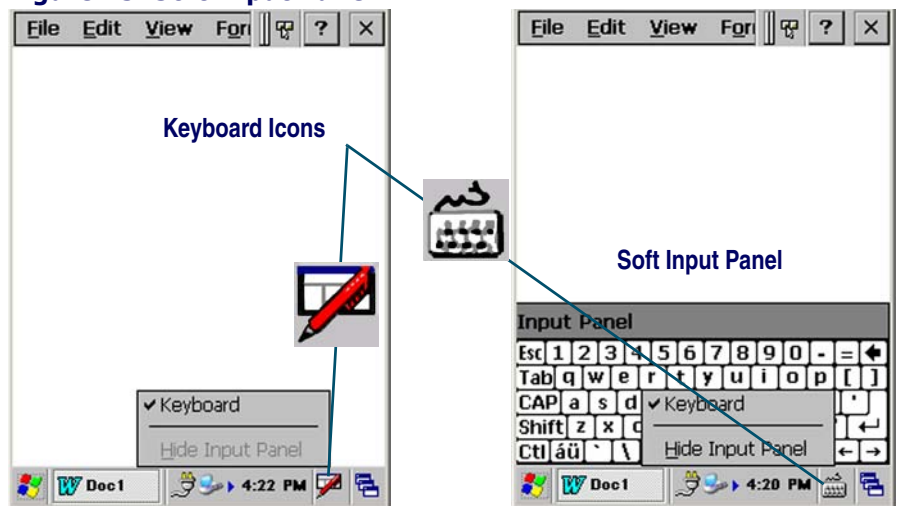 File Edit View For ?
Keyboard Icons
✔ Keyboard
Hide Input Panel
Doc1 4:22 PM
File Edit View For ?
Soft Input Panel
Input Panel
Esc 1 2 3 4 5 6 7 8 9 0 - =
Tab q w e r t y u i o p [ ]
CAP a s d '
Shift z x
Ctl áü ` \
✔ Keyboard
Hide Input Panel
Doc1 4:20 PM